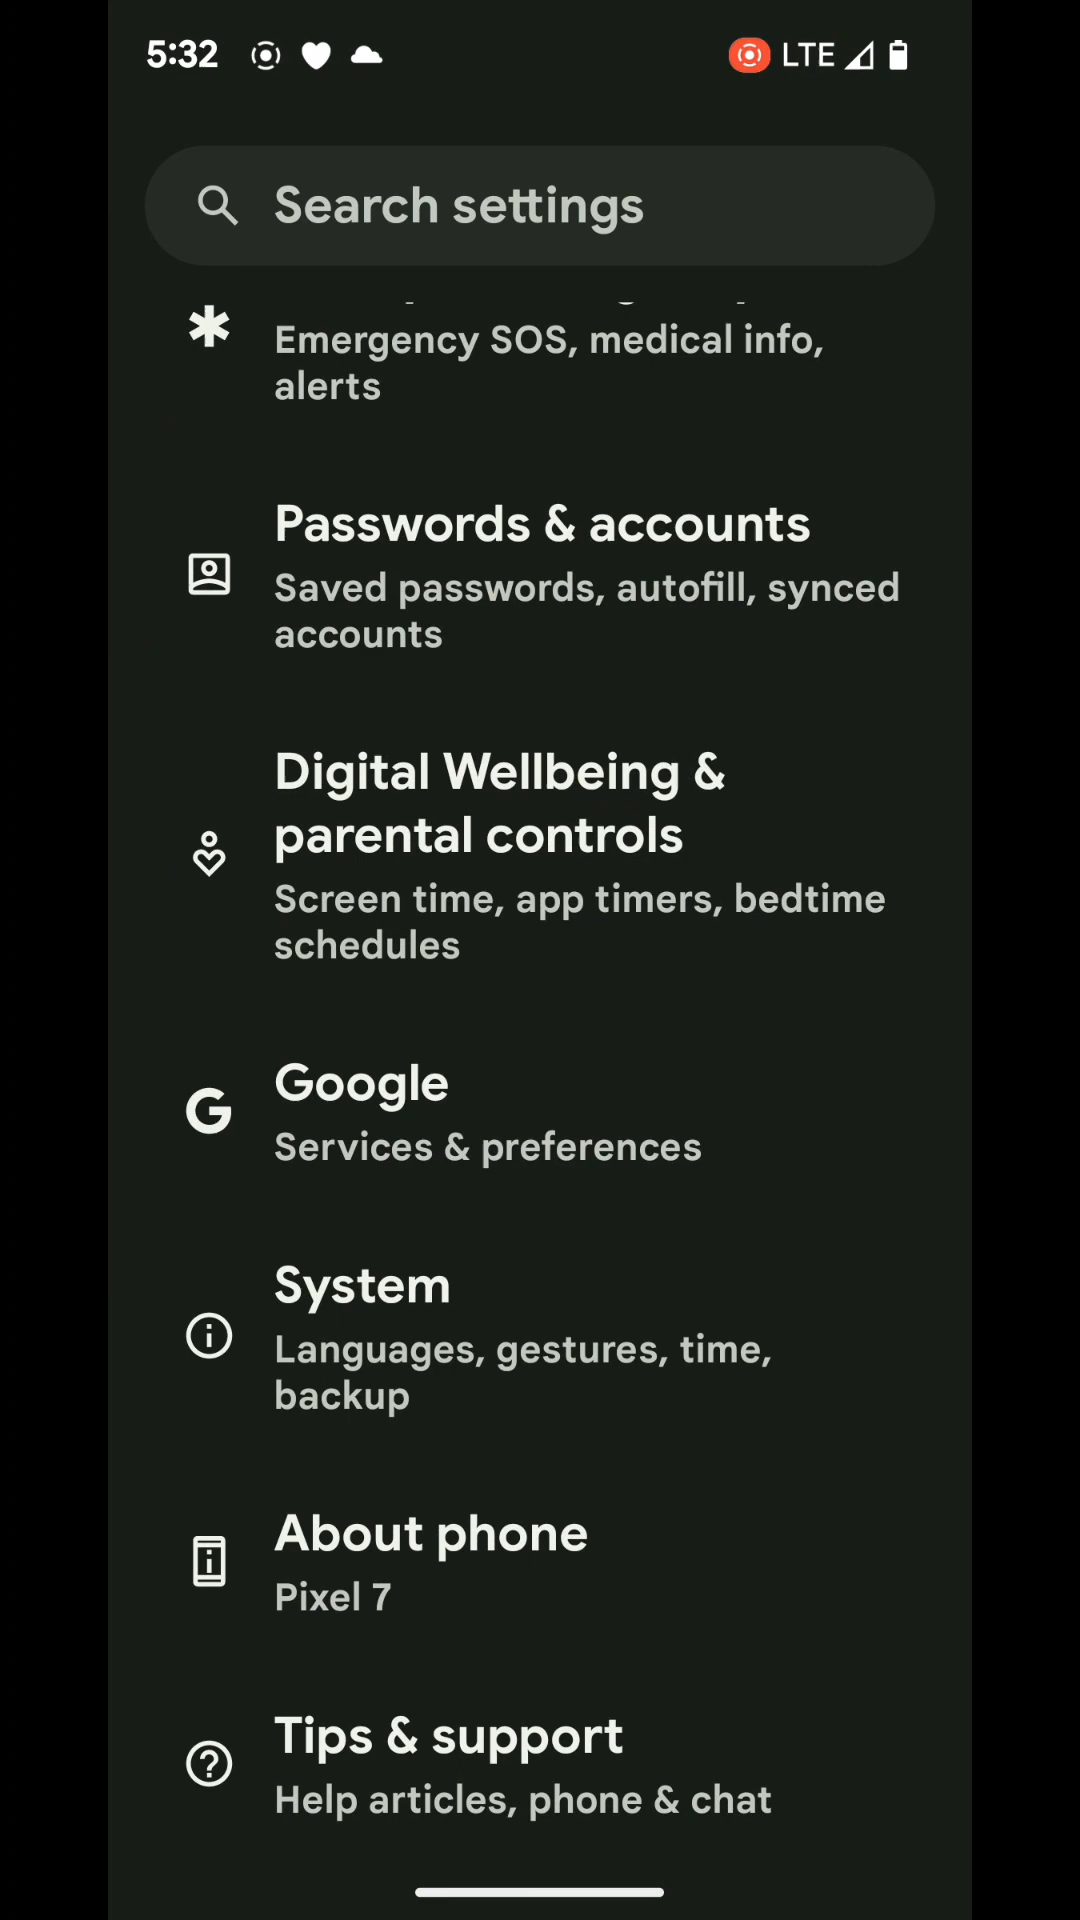 5:32
LTE
Search settings
Emergency SOS, medical info,
alerts
Passwords & accounts
Saved passwords, autofill, synced
accounts
Digital Wellbeing &
parental controls
Screen time, app timers, bedtime
schedules
Google
Services & preferences
System
Languages, gestures, time,
backup
About phone
Pixel 7
Tips & support
Help articles, phone & chat